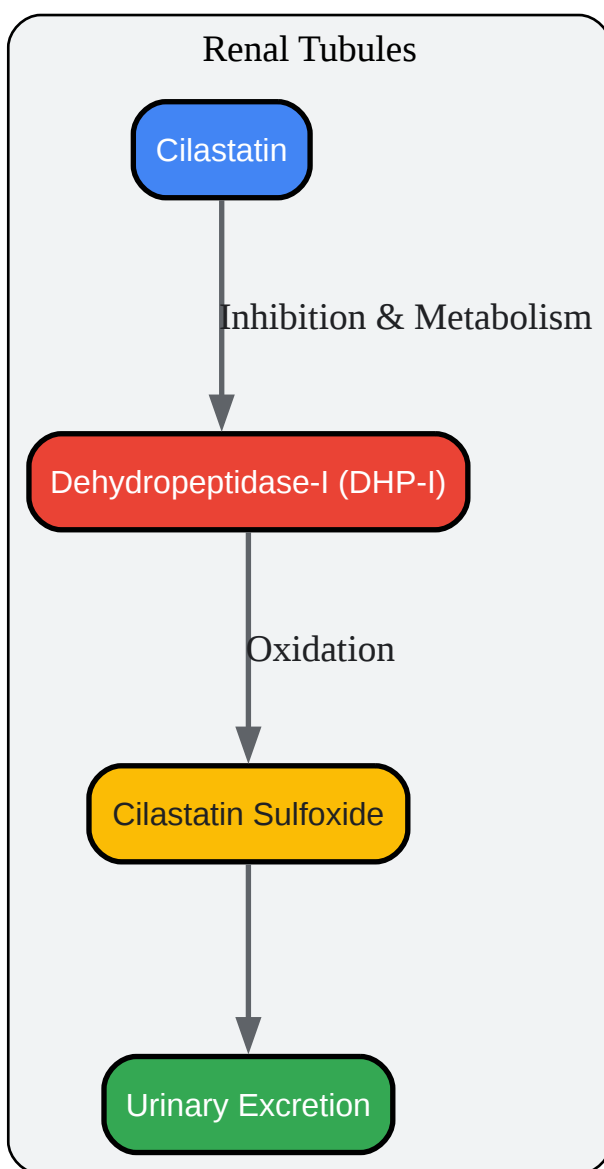 Renal Tubules
Cilastatin
Inhibition & Metabolism
Dehydropeptidase-I (DHP-I)
Oxidation
Cilastatin Sulfoxide
Urinary Excretion